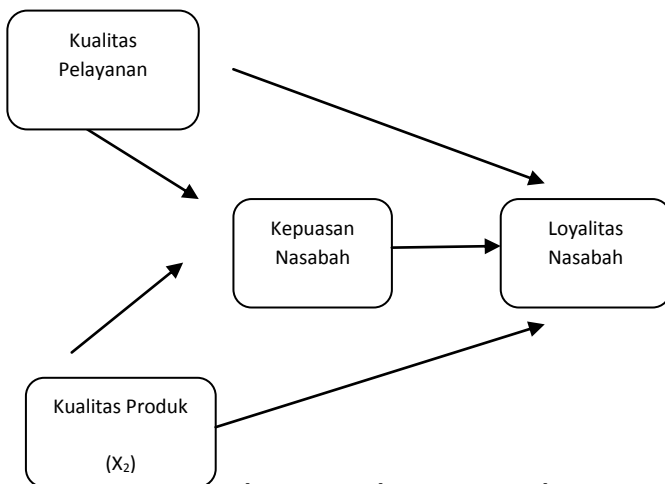 Kualitas
Pelayanan
Kepuasan
Nasabah
Loyalitas
Nasabah
Kualitas Produk
(X₂)